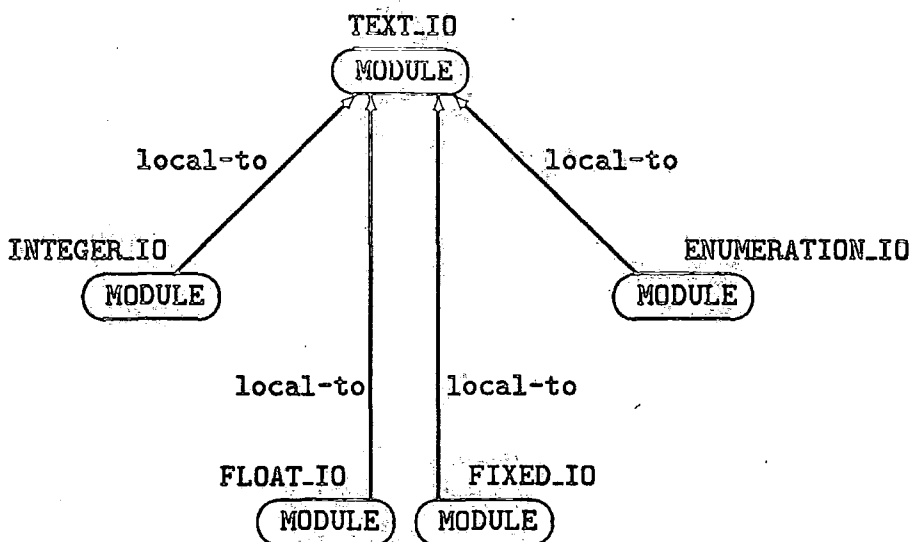 TEXT_IO
MODULE
local-to local-to
INTEGER_IO ENUMERATION_IO
MODULE MODULE
local-to local-to
FLOAT_IO FIXED_IO
MODULE MODULE